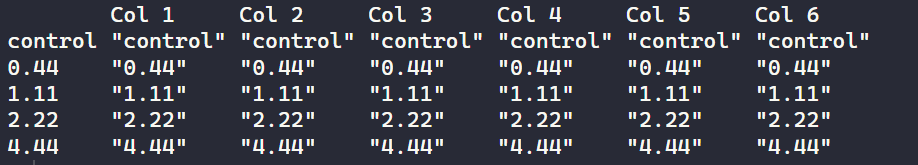 Col 1 Col 2 Col 3 Col 4 Col 5 Col 6
control "control" "control" "control" "control" "control" "control"
0.44 "0.44" "0.44" "0.44" "0.44" "0.44" "0.44"
1.11 "1.11" "1.11" "1.11" "1.11" "1.11" "1.11"
2.22 "2.22" "2.22" "2.22" "2.22" "2.22" "2.22"
4.44 "4.44" "4.44" "4.44" "4.44" "4.44" "4.44"